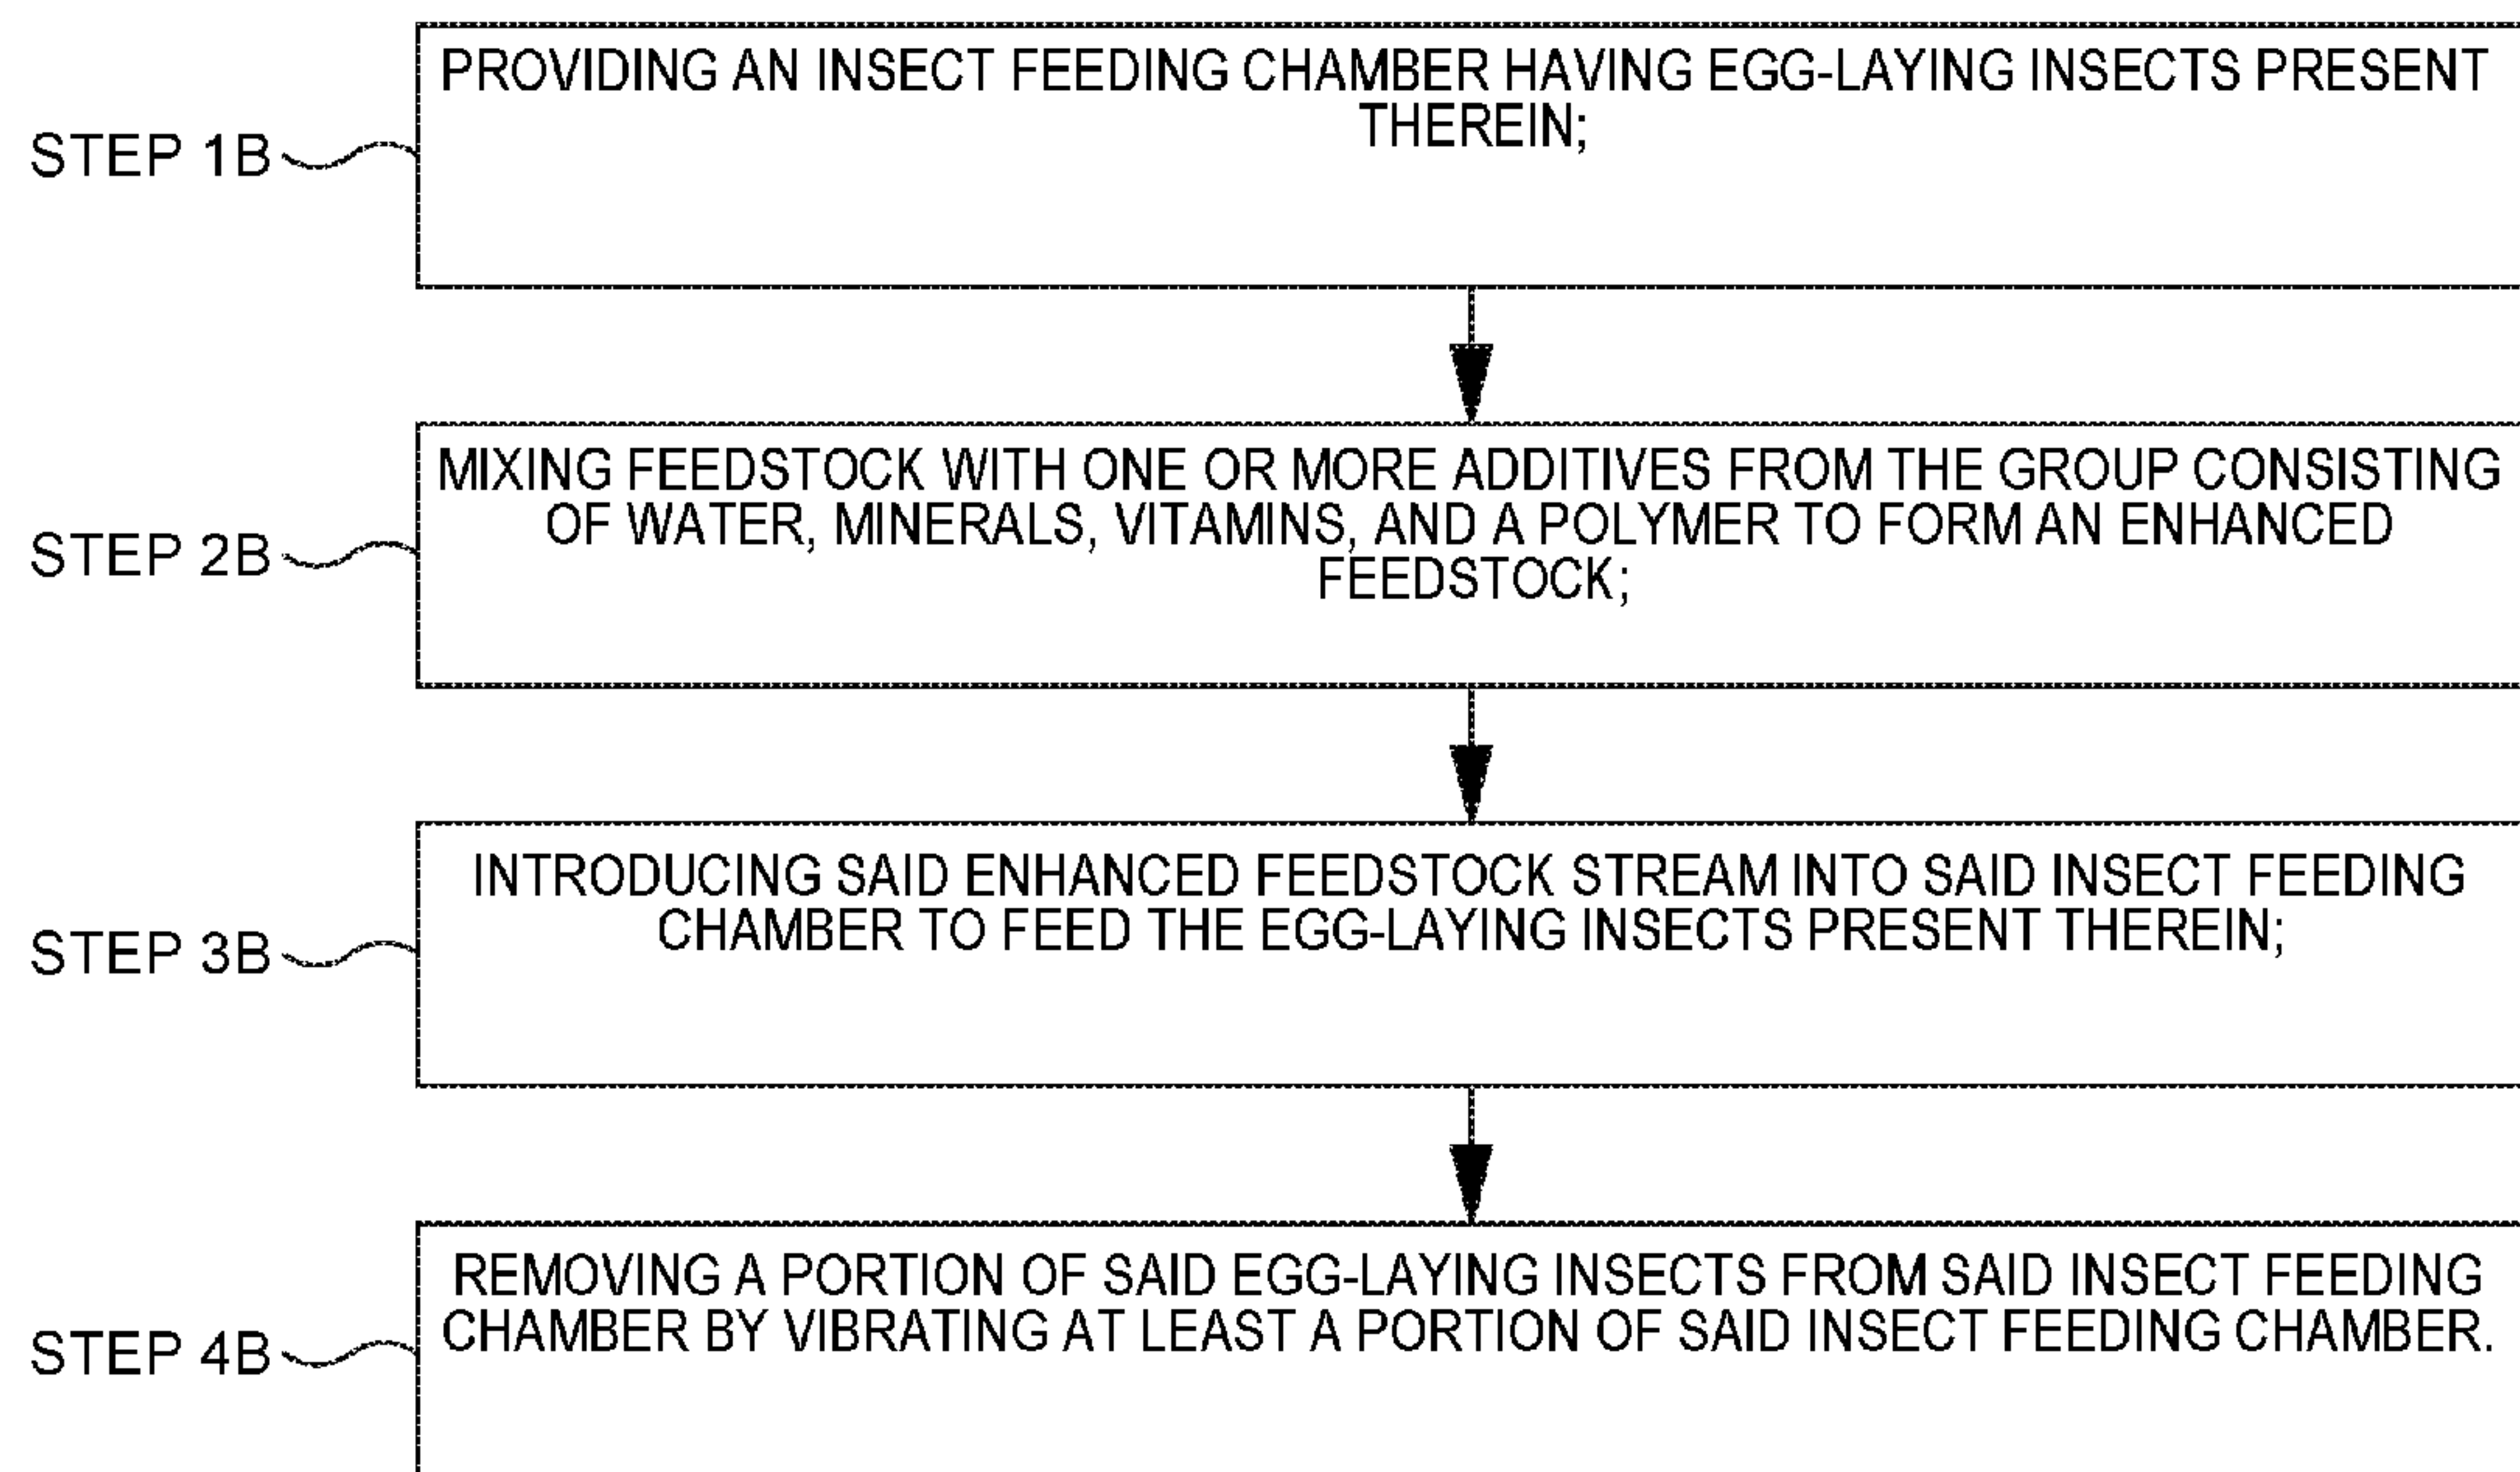 PROVIDING AN INSECT FEEDING CHAMBER HAVING EGG-LAYING INSECTS PRESENT
THEREIN;
STEP 1B
MIXING FEEDSTOCK WITH ONE OR MORE ADDITIVES FROM THE GROUP CONSISTING
OF WATER, MINERALS, VITAMINS, AND A POLYMER TO FORM AN ENHANCED
FEEDSTOCK;
STEP 2B
INTRODUCING SAID ENHANCED FEEDSTOCK STREAM INTO SAID INSECT FEEDING
CHAMBER TO FEED THE EGG-LAYING INSECTS PRESENT THEREIN;
STEP 3B
REMOVING A PORTION OF SAID EGG-LAYING INSECTS FROM SAID INSECT FEEDING
CHAMBER BY VIBRATING AT LEAST A PORTION OF SAID INSECT FEEDING CHAMBER.
STEP 4B